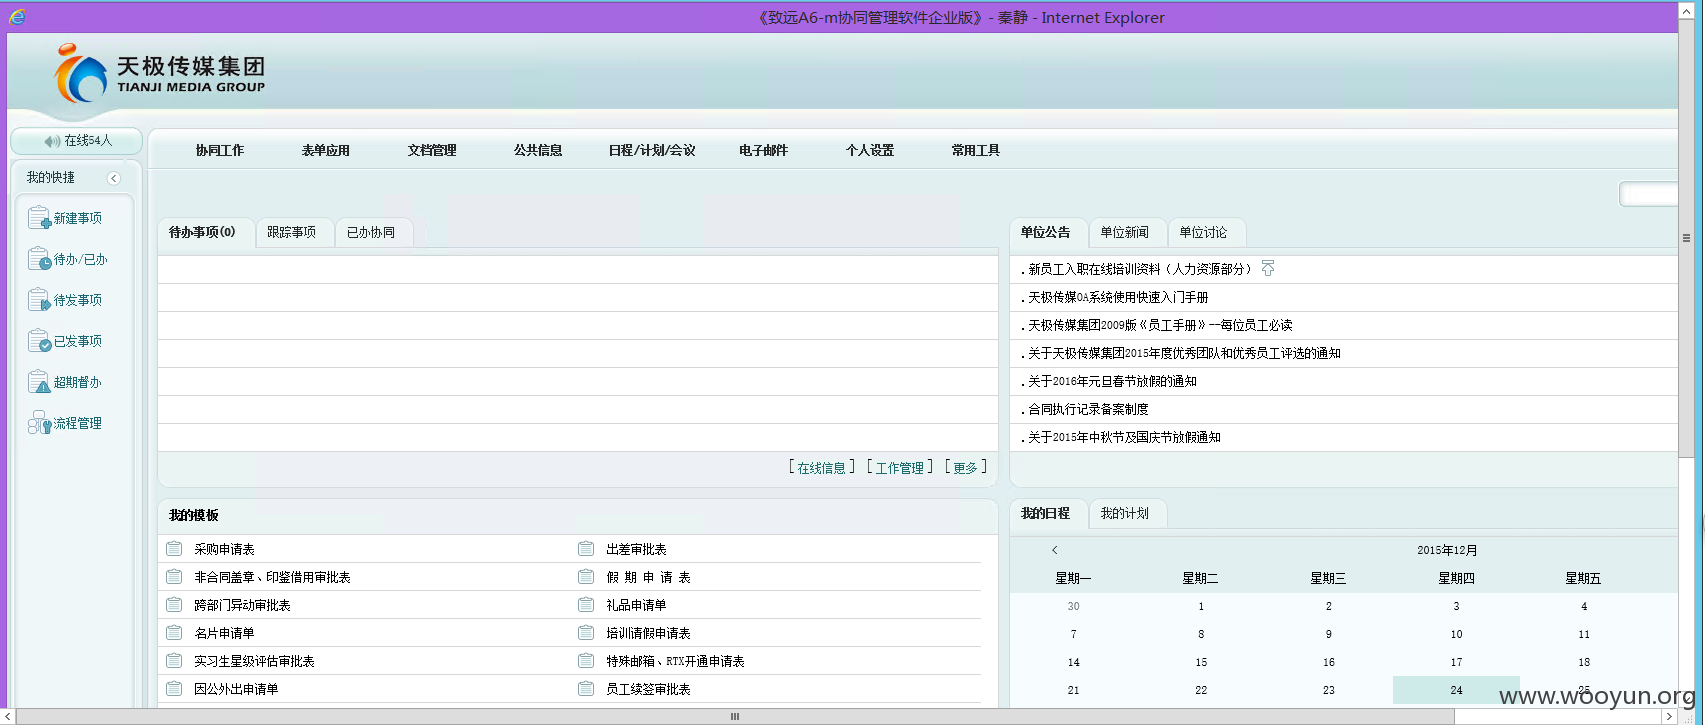 《致远A6-m协同管理软件企业版》- 秦静 - Internet Explorer
天极传媒集团
TIANJI MEDIA GROUP
在线54人
协同工作 表单应用 文档管理 公共信息 日程/计划/会议 电子邮件 个人设置 常用工具
我的快捷
新建事项
待办/已办
待发事项
已发事项
超期督办
流程管理
待办事项(0) 跟踪事项 已办协同
[在线信息] [工作管理] [更多]
单位公告 单位新闻 单位讨论
. 新员工入职在线培训资料（人力资源部分）
. 天极传媒OA系统使用快速入门手册
. 天极传媒集团2009版《员工手册》--每位员工必读
. 关于天极传媒集团2015年度优秀团队和优秀员工评选的通知
. 关于2016年元旦春节放假的通知
. 合同执行记录备案制度
. 关于2015年中秋节及国庆节放假通知
我的模板
采购申请表 出差审批表
非合同盖章、印鉴借用审批表 假 期 申 请 表
跨部门异动审批表 礼品申请单
名片申请单 培训请假申请表
实习生星级评估审批表 特殊邮箱、RTX开通申请表
因公外出申请单 员工续签审批表
我的日程 我的计划
< 2015年12月
星期一 星期二 星期三 星期四 星期五
30 1 2 3 4
7 8 9 10 11
14 15 16 17 18
21 22 23 24 25
www.wooyun.org